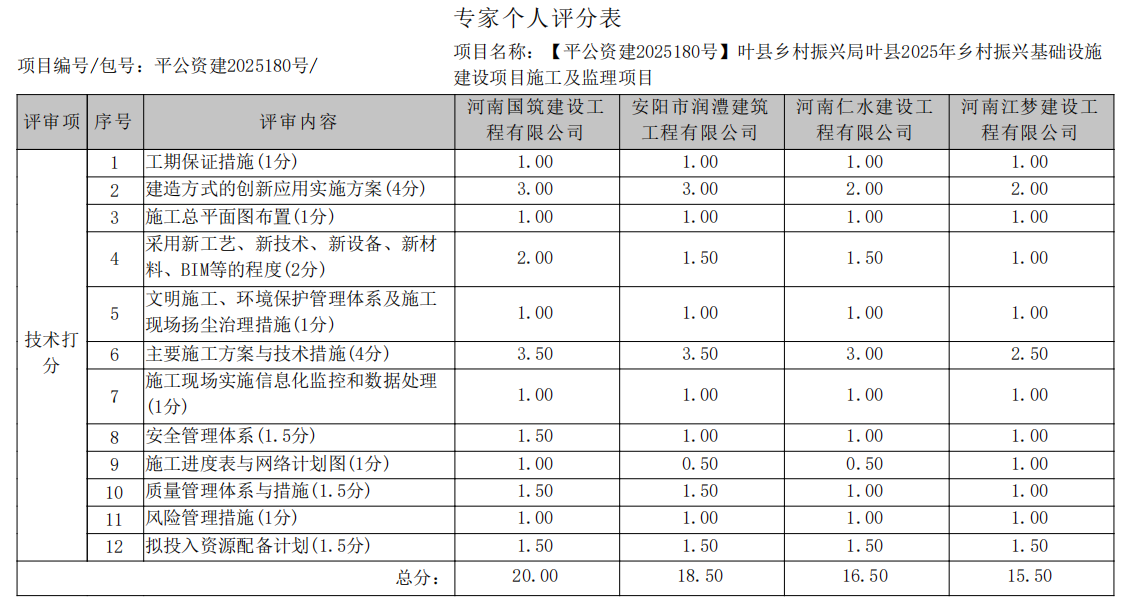 专家个人评分表
项目编号/包号：平公资建2025180号/
项目名称：【平公资建2025180号】叶县乡村振兴局叶县2025年乡村振兴基础设施
建设项目施工及监理项目
评审项 序号 评审内容 河南国筑建设工 安阳市润澧建筑 河南仁水建设工 河南江梦建设工
程有限公司 工程有限公司 程有限公司 程有限公司
技术打
分
1 工期保证措施(1分) 1.00 1.00 1.00 1.00
2 建造方式的创新应用实施方案(4分) 3.00 3.00 2.00 2.00
3 施工总平面图布置(1分) 1.00 1.00 1.00 1.00
4 采用新工艺、新技术、新设备、新材
料、BIM等的程度(2分) 2.00 1.50 1.50 1.00
5 文明施工、环境保护管理体系及施工
现场扬尘治理措施(1分) 1.00 1.00 1.00 1.00
6 主要施工方案与技术措施(4分) 3.50 3.50 3.00 2.50
7 施工现场实施信息化监控和数据处理
(1分) 1.00 1.00 1.00 1.00
8 安全管理体系(1.5分) 1.50 1.00 1.00 1.00
9 施工进度表与网络计划图(1分) 1.00 0.50 0.50 1.00
10 质量管理体系与措施(1.5分) 1.50 1.50 1.00 1.00
11 风险管理措施(1分) 1.00 1.00 1.00 1.00
12 拟投入资源配备计划(1.5分) 1.50 1.50 1.50 1.50
总分： 20.00 18.50 16.50 15.50